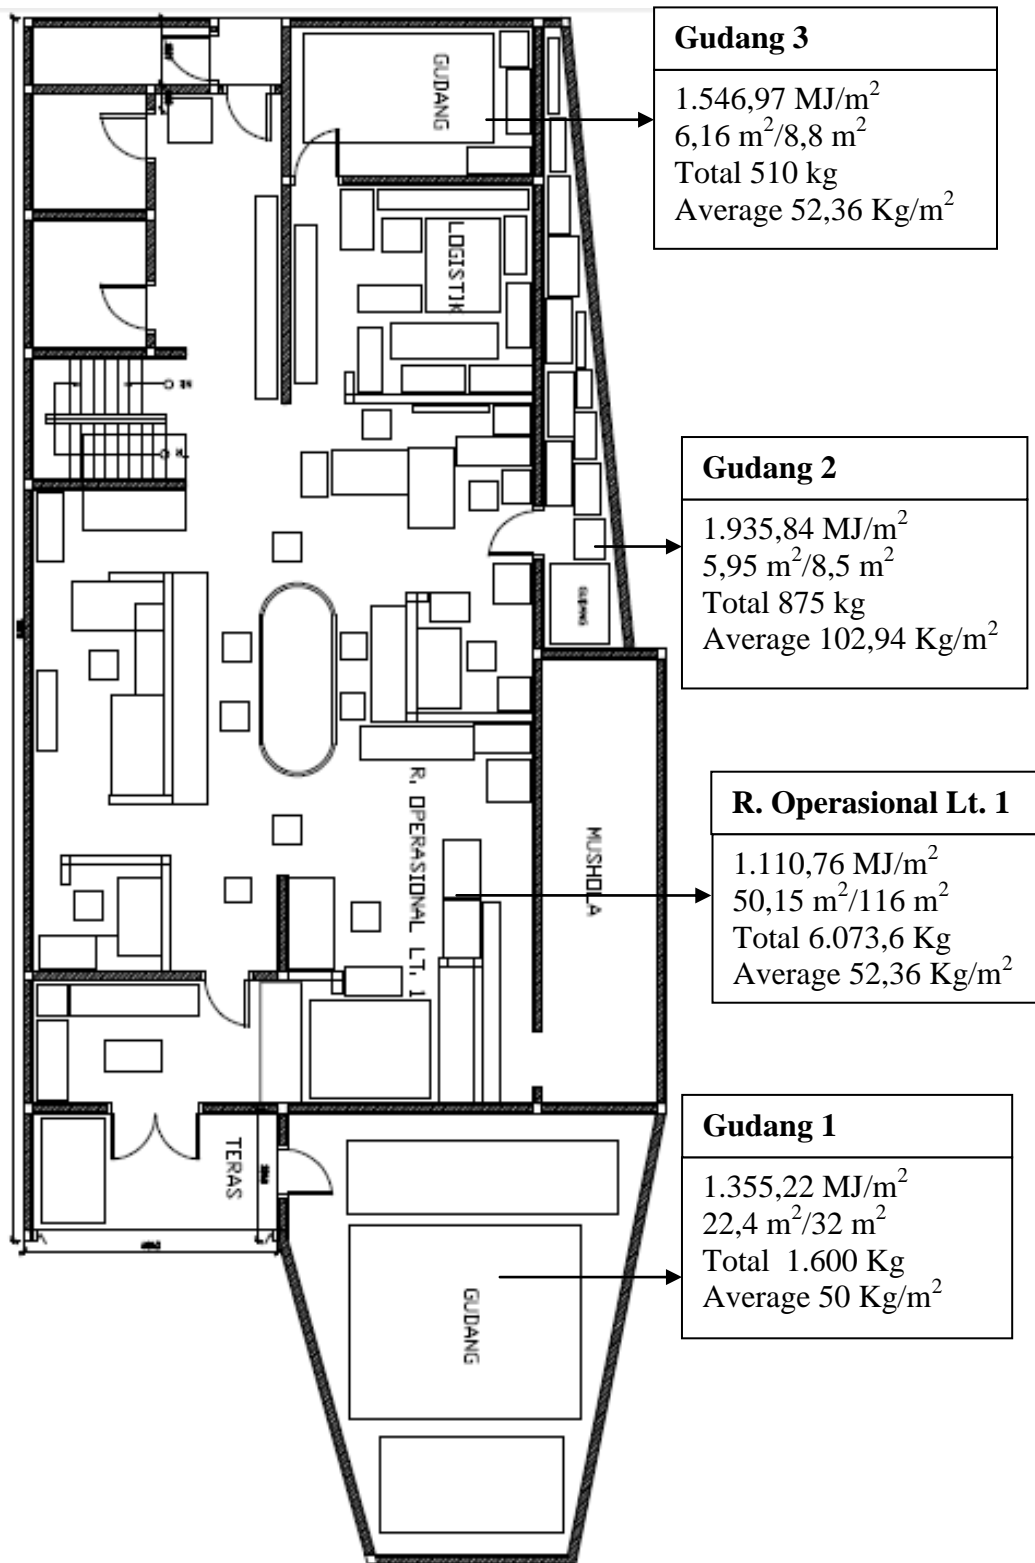 Gudang 3
1.546,97 MJ/m²
6,16 m²/8,8 m²
Total 510 kg
Average 52,36 Kg/m²
GUDANG
LOGISTIK
Gudang 2
1.935,84 MJ/m²
5,95 m²/8,5 m²
Total 875 kg
Average 102,94 Kg/m²
GUDANG
R. Operasional Lt. 1
1.110,76 MJ/m²
50,15 m²/116 m²
Total 6.073,6 Kg
Average 52,36 Kg/m²
R. OPERASIONAL LT. 1
MUSHOLA
Gudang 1
1.355,22 MJ/m²
22,4 m²/32 m²
Total 1.600 Kg
Average 50 Kg/m²
TERAS
GUDANG